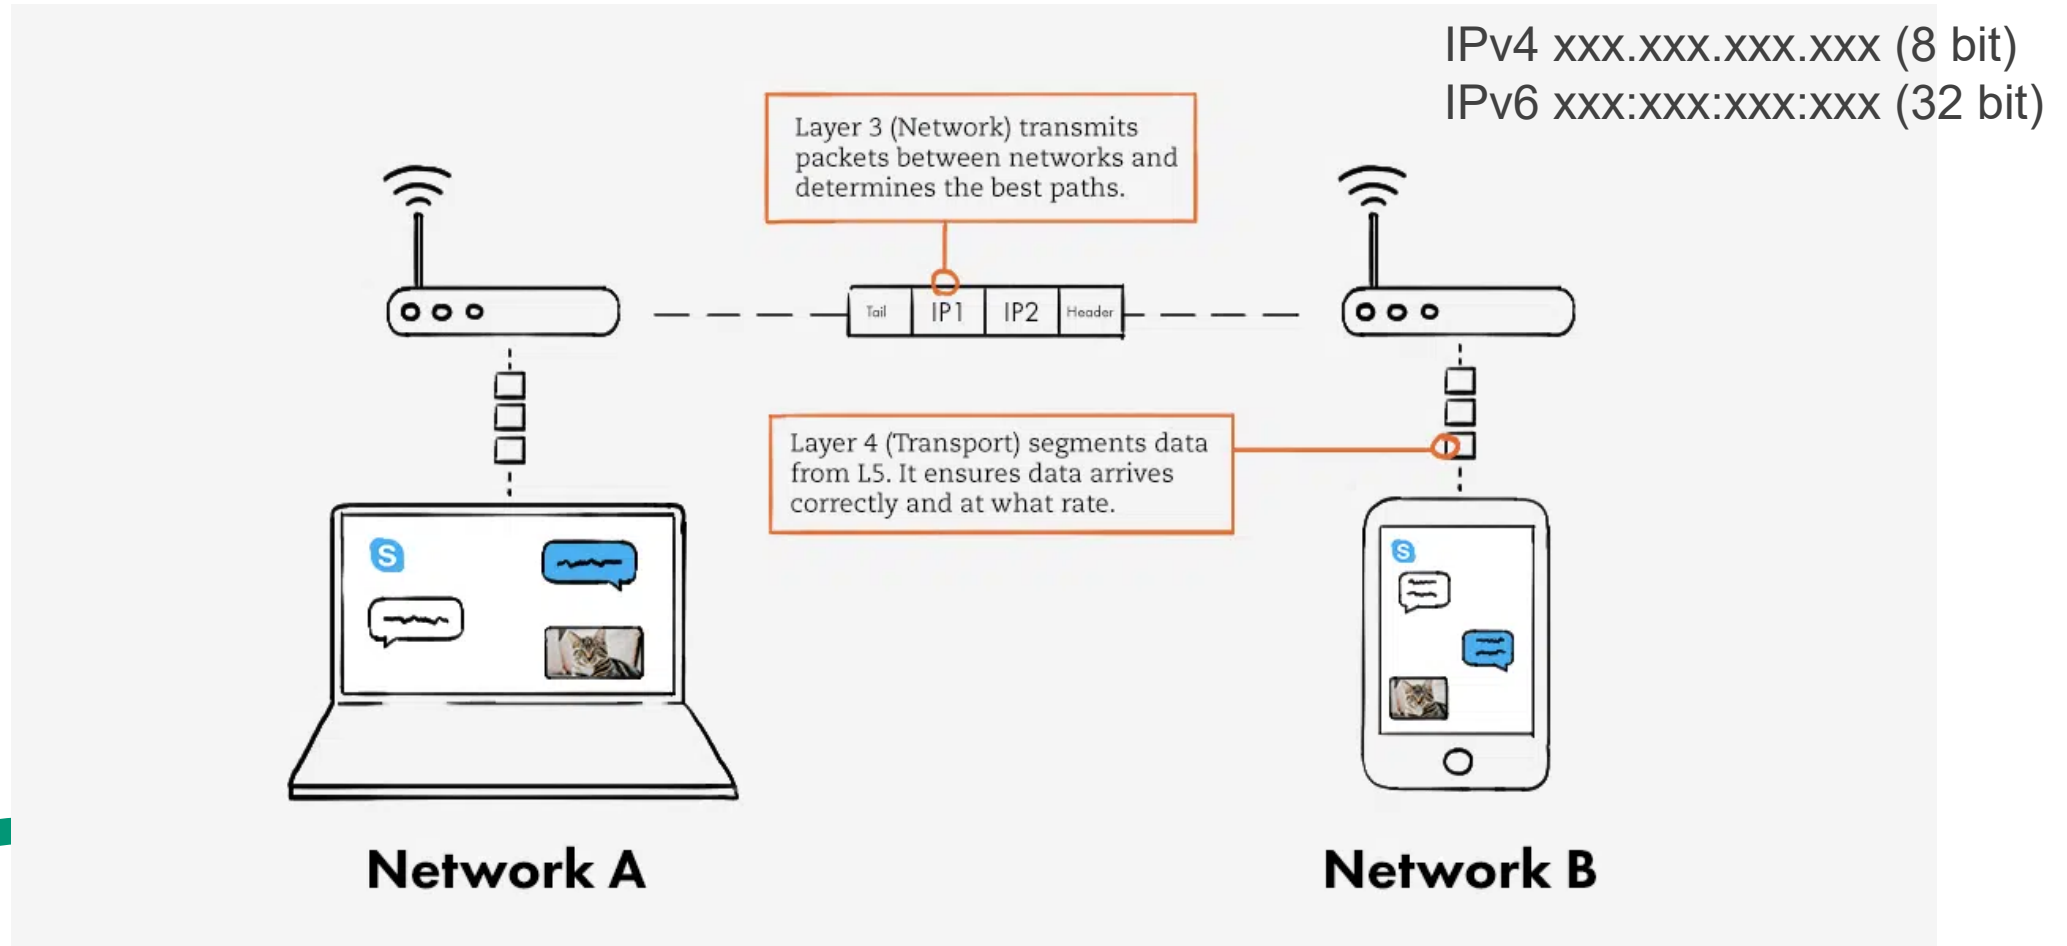 IPv4 xxx.xxx.xxx.xxx (8 bit)
IPv6 xxx:xxx:xxx:xxx (32 bit)
Layer 3 (Network) transmits
packets between networks and
determines the best paths.
Tail IP1 IP2 Header
Layer 4 (Transport) segments data
from L5. It ensures data arrives
correctly and at what rate.
S
S
Network A
Network B